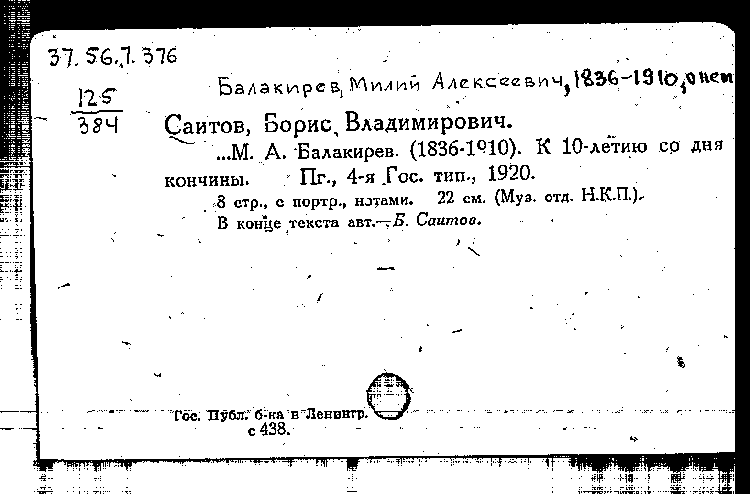 37.56.7.376
Балакирев, Милий Алексеевич, 1836-1910, о нем
125
384
Саитов, Борис Владимирович.
...М. А. Балакирев. (1836-1910). К 10-летию со дня
кончины. Пг., 4-я Гос. тип., 1920.
8 стр., с портр., нотами. 22 см. (Муз. отд. Н.К.П.).
В конце текста авт.—Б. Саитов.
Гос. Публ. б-ка в Ленингр.
с 438.